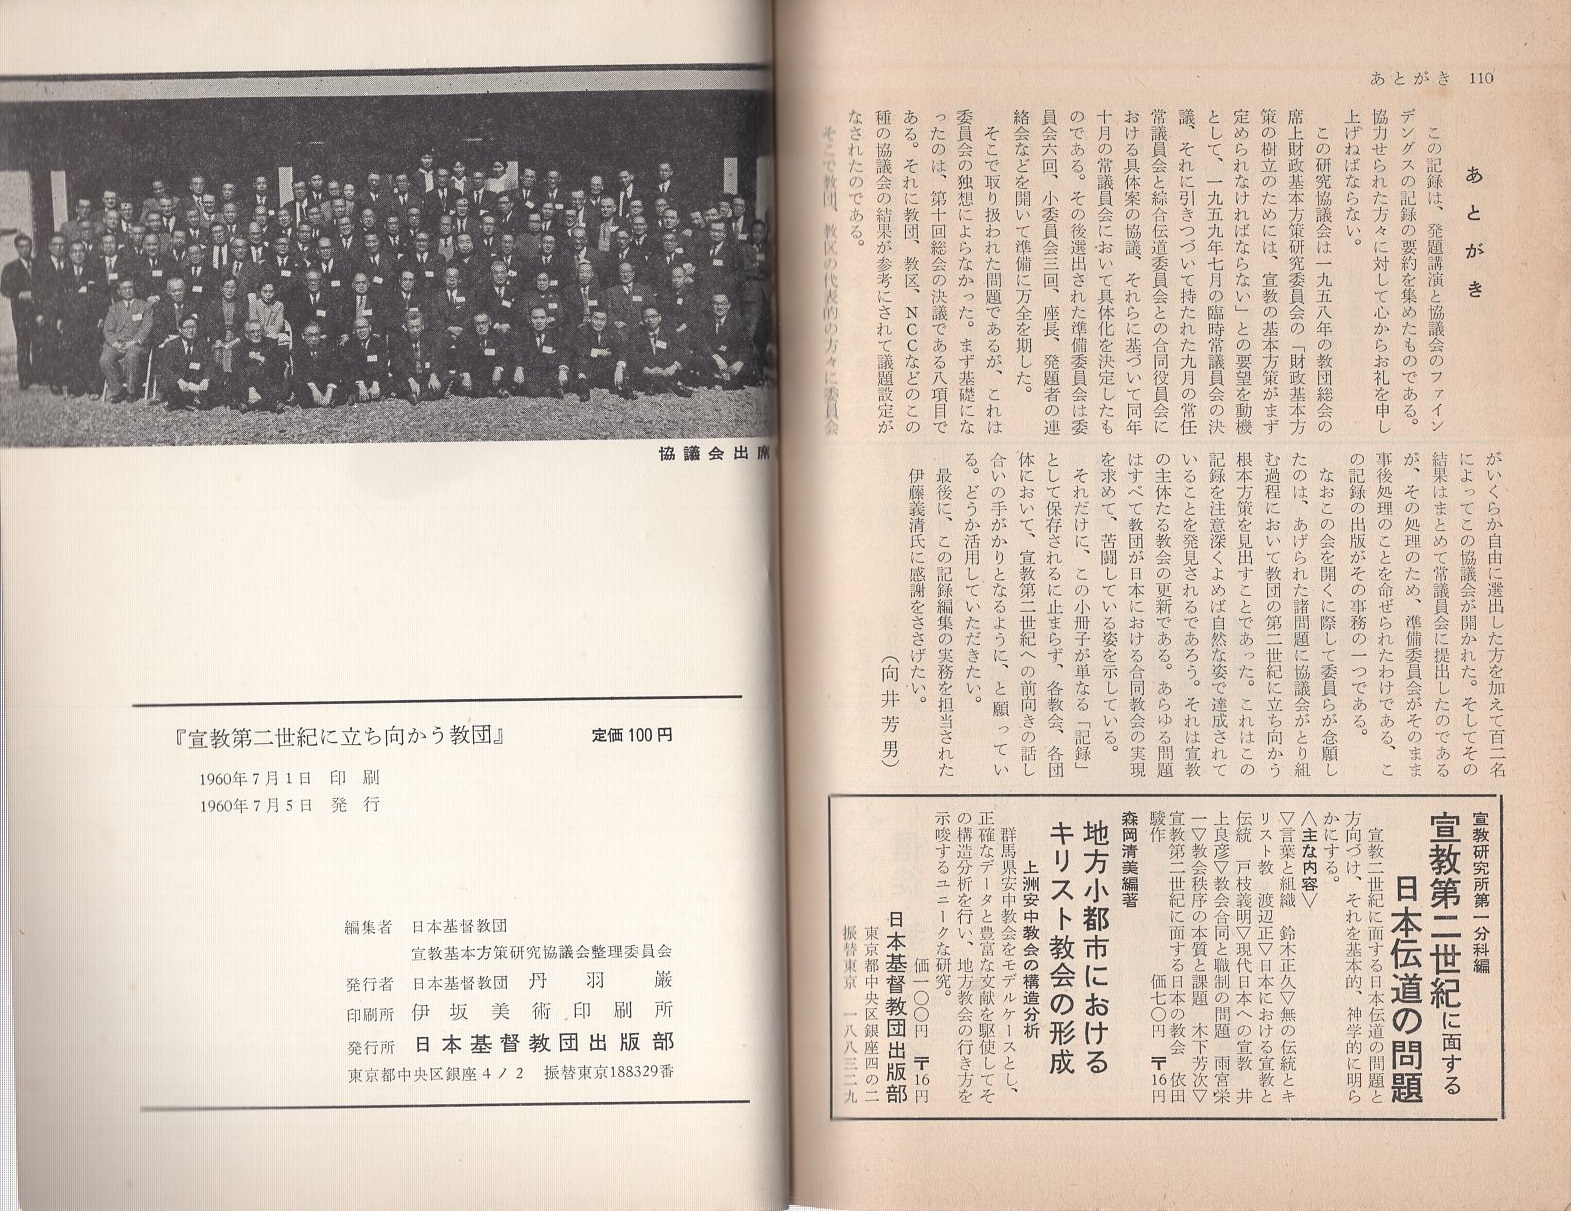 あとがき 110
あとがき
この記録は、発題講演と協議会のファイン
デングスの記録の要約を集めたものである。
協力せられた方々に対して心からお礼を申し
上げねばならない。
この研究協議会は一九五八年の教団総会の
席上財政基本方策研究委員会の「財政基本方
策の樹立のためには、宣教の基本方策がまず
定められなければならない」との要望を動機
として、一九五九年七月の臨時常議員会の決
議、それに引きつづいて持たれた九月の常任
常議員会と綜合伝道委員会との合同役員会に
おける具体案の協議、それらに基づいて同年
十月の常議員会において具体化を決定したも
のである。その後選出された準備委員会は委
員会六回、小委員会三回、座長、発題者の連
絡会などを開いて準備に万全を期した。
そこで取り扱われた問題であるが、これは
委員会の独想によらなかった。まず基礎にな
ったのは、第十回総会の決議である八項目で
ある。それに教団、教区、NCCなどのこの
種の協議会の結果が参考にされて議題設定が
なされたのである。
そこで教団、教区の代表的の方々に委員会
がいくらか自由に選出した方を加えて百二名
によってこの協議会が開かれた。そしてその
結果はまとめて常議員会に提出したのである
が、その処理のため、準備委員会がそのまま
事後処理のことを命ぜられたわけである、こ
の記録の出版がその事務の一つである。
なおこの会を開くに際して委員らが念願し
たのは、あげられた諸問題に協議会がとり組
む過程において教団の第二世紀に立ち向かう
根本方策を見出すことであった。これはこの
記録を注意深くよめば自然な姿で達成されて
いることを発見されるであろう。それは宣教
の主体たる教会の更新である。あらゆる問題
はすべて教団が日本における合同教会の実現
を求めて、苦闘している姿を示している。
それだけに、この小冊子が単なる「記録」
として保存されるに止まらず、各教会、各団
体において、宣教第二世紀への前向きの話し
合いの手がかりとなるように、と願ってい
る。どうか活用していただきたい。
最後に、この記録編集の実務を担当された
伊藤義清氏に感謝をささげたい。
（向井芳男）
宣教研究所第一分科編
宣教第二世紀に面する
日本伝道の問題
宣教二世紀に面する日本伝道の問題と
方向づけ、それを基本的、神学的に明ら
かにする。
＜主な内容＞
▽言葉と組織　鈴木正久▽無の伝統とキ
リスト教　渡辺正▽日本における宣教と
伝統　戸枝義明▽現代日本への宣教　井
上良彦▽教会合同と職制の問題　雨宮栄
一▽教会秩序の本質と課題　木下芳次▽
宣教第二世紀に面する日本の教会　依田
駿作　価七〇円　〒16円
森岡清美編著
地方小都市における
キリスト教会の形成
上洲安中教会の構造分析
群馬県安中教会をモデルケースとし、
正確なデータと豊富な文献を駆使してそ
の構造分析を行い、地方教会の行き方を
示唆するユニークな研究。
価一〇〇円　〒16円
日本基督教団出版部
東京都中央区銀座四の二
振替東京　一八八三二九
協議会出席
『宣教第二世紀に立ち向かう教団』　定価100円
1960年7月1日　印　刷
1960年7月5日　発　行
編集者　日本基督教団
宣教基本方策研究協議会整理委員会
発行者　日本基督教団　丹羽　巖
印刷所　伊坂美術印刷所
発行所　日本基督教団出版部
東京都中央区銀座4ノ2　振替東京188329番